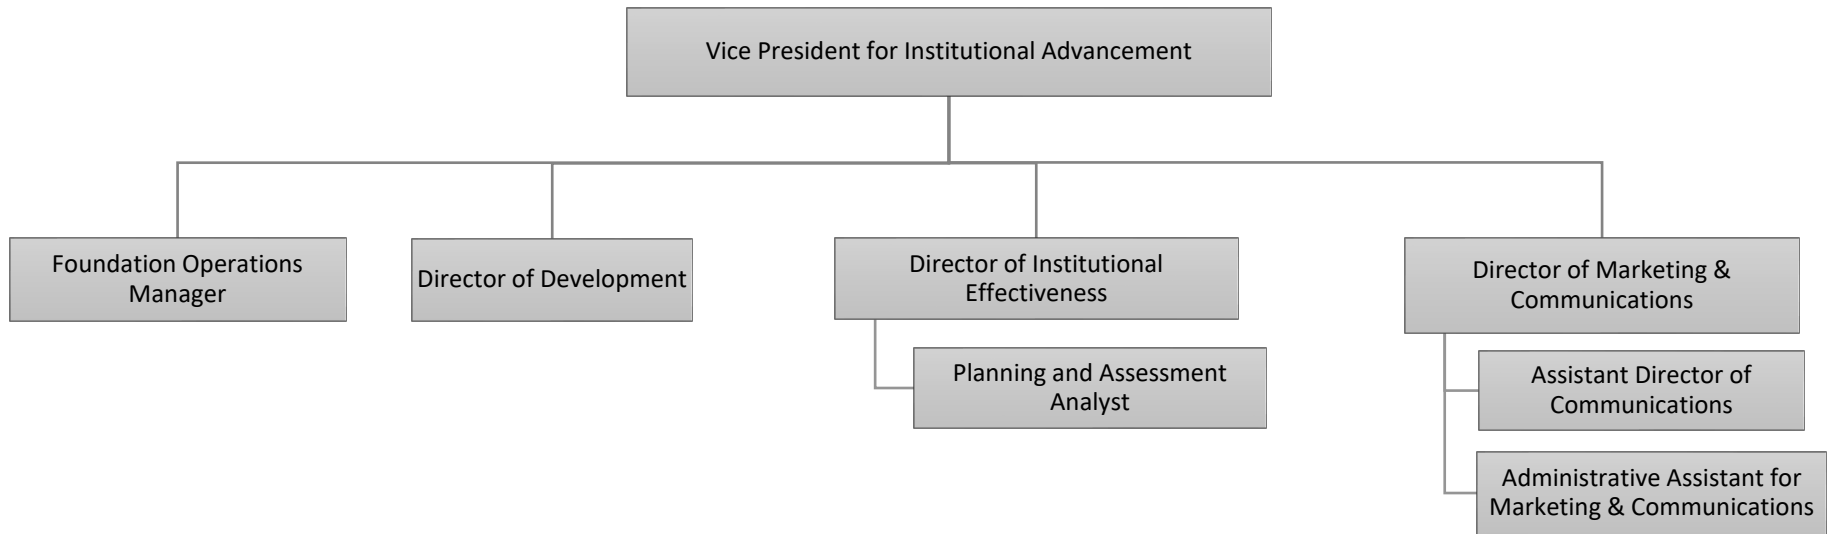 Vice President for Institutional Advancement
Foundation Operations
Manager
Director of Development
Director of Institutional
Effectiveness
Director of Marketing &
Communications
Planning and Assessment
Analyst
Assistant Director of
Communications
Administrative Assistant for
Marketing & Communications